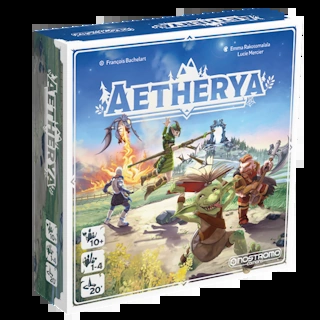 François Bachelart
Emma Rakotomalala
Lucie Mercier
AETHERYA
AETHERYA
10+
1-4
20'
NOSTROMO